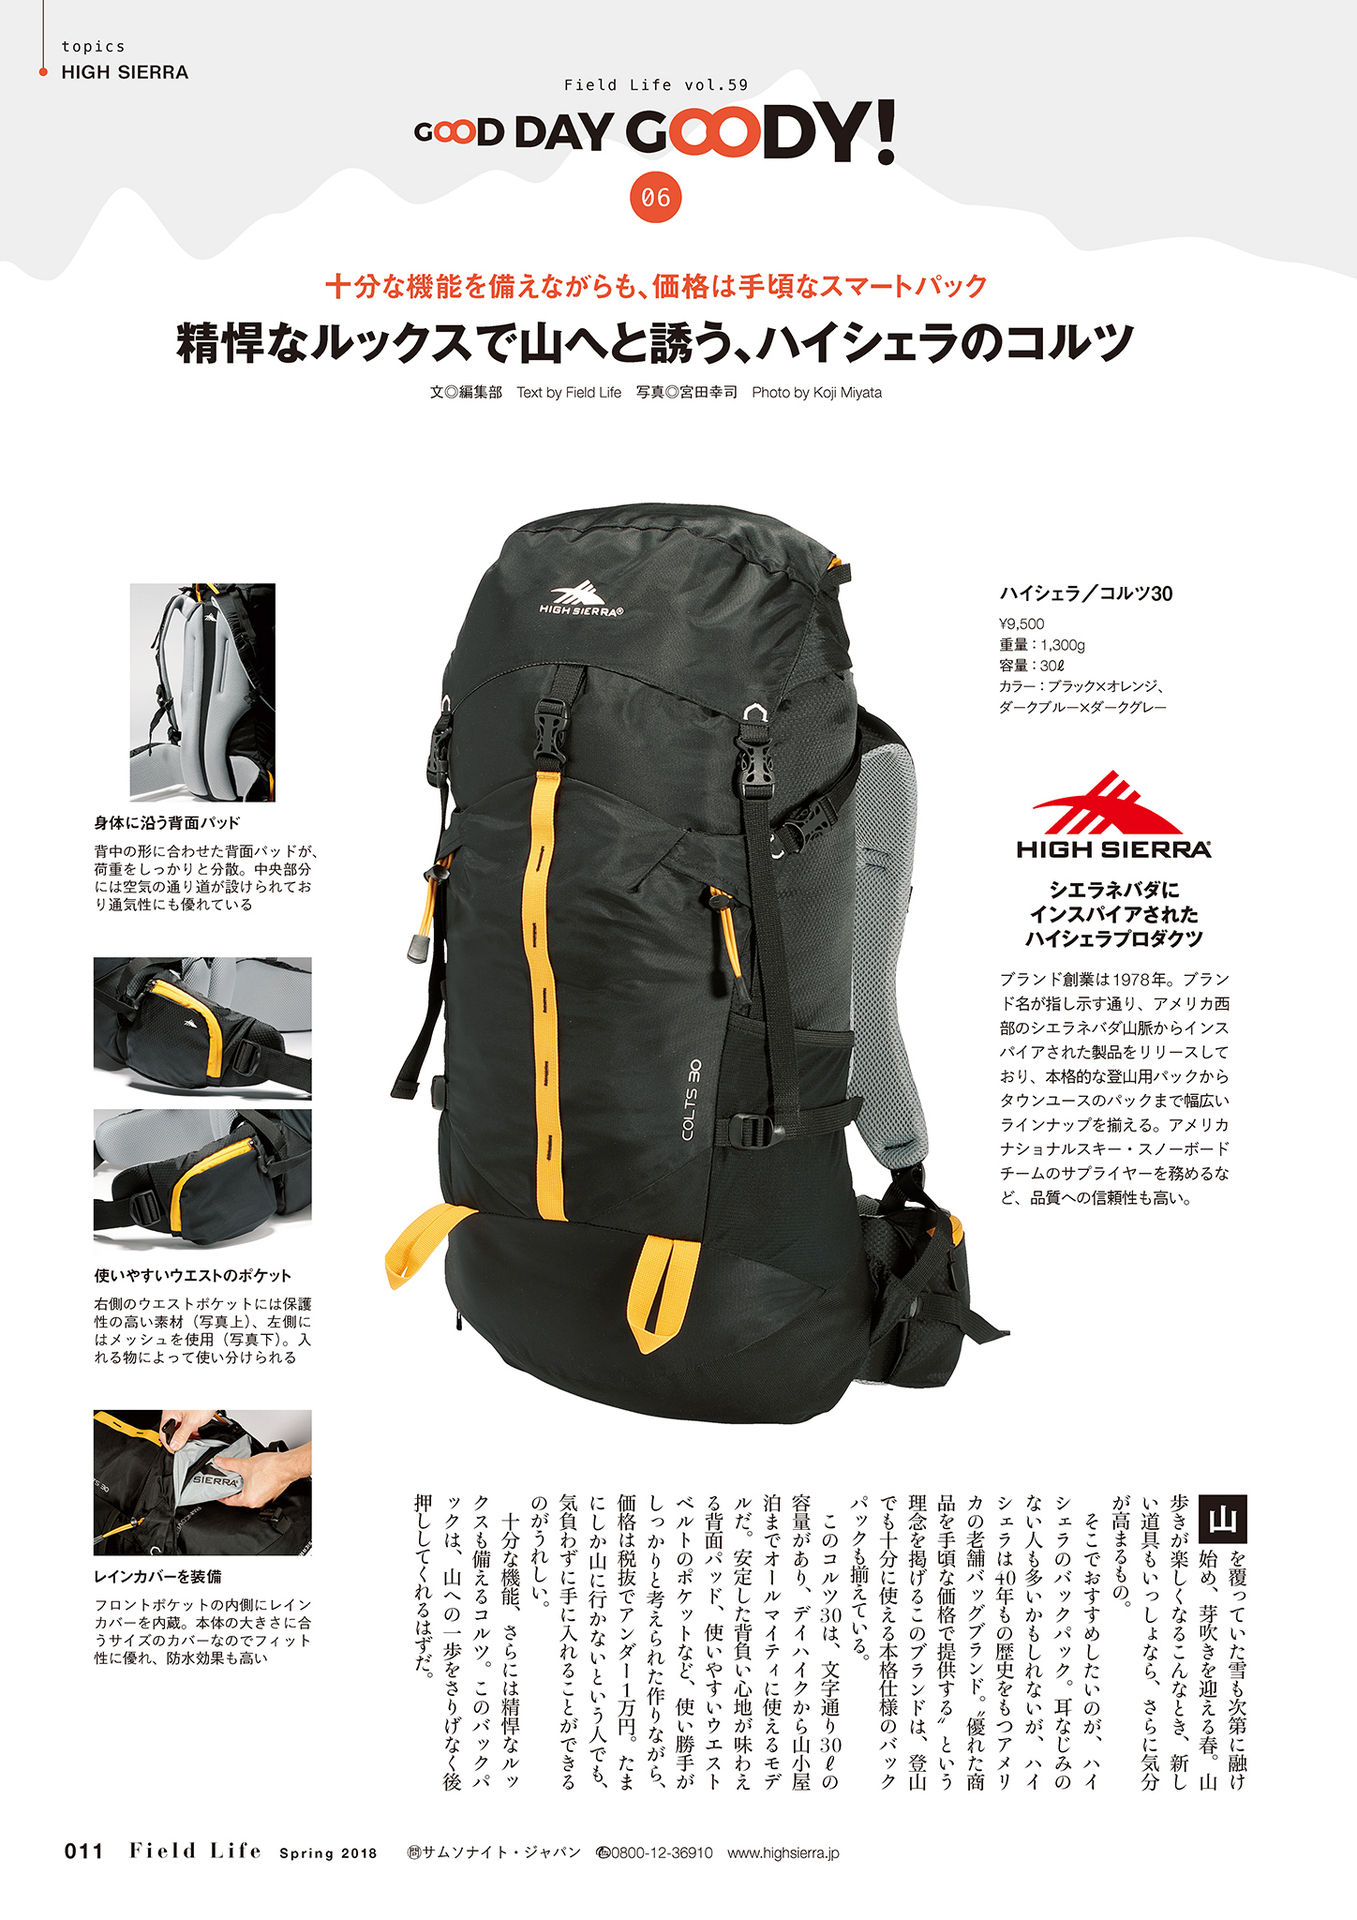 topics
HIGH SIERRA
Field Life vol.59
GOOD DAY GOODY!
06
十分な機能を備えながらも、価格は手頃なスマートパック
精悍なルックスで山へと誘う、ハイシェラのコルツ
文◎編集部　Text by Field Life　写真◎宮田幸司　Photo by Koji Miyata
HIGH SIERRA®
COLTS 30
身体に沿う背面パッド
背中の形に合わせた背面パッドが、
荷重をしっかりと分散。中央部分
には空気の通り道が設けられてお
り通気性にも優れている
使いやすいウエストのポケット
右側のウエストポケットには保護
性の高い素材（写真上）、左側に
はメッシュを使用（写真下）。入
れる物によって使い分けられる
SIERRA
レインカバーを装備
フロントポケットの内側にレイン
カバーを内蔵。本体の大きさに合
うサイズのカバーなのでフィット
性に優れ、防水効果も高い
ハイシェラ／コルツ30
¥9,500
重量：1,300g
容量：30ℓ
カラー：ブラック×オレンジ、
ダークブルー×ダークグレー
HIGH SIERRA
シエラネバダに
インスパイアされた
ハイシェラプロダクツ
ブランド創業は1978年。ブラン
ド名が指し示す通り、アメリカ西
部のシエラネバダ山脈からインス
パイアされた製品をリリースして
おり、本格的な登山用パックから
タウンユースのパックまで幅広い
ラインナップを揃える。アメリカ
ナショナルスキー・スノーボード
チームのサプライヤーを務めるな
ど、品質への信頼性も高い。
山を覆っていた雪も次第に融け
始め、芽吹きを迎える春。山
歩きが楽しくなるこんなとき、新し
い道具もいっしょなら、さらに気分
が高まるもの。
そこでおすすめしたいのが、ハイ
シェラのバックパック。耳なじみの
ない人も多いかもしれないが、ハイ
シェラは40年もの歴史をもつアメリ
カの老舗バッグブランド。〝優れた商
品を手頃な価格で提供する〟という
理念を掲げるこのブランドは、登山
でも十分に使える本格仕様のバック
パックも揃えている。
このコルツ30は、文字通り30ℓの
容量があり、デイハイクから山小屋
泊までオールマイティに使えるモデ
ルだ。安定した背負い心地が味わえ
る背面パッド、使いやすいウエスト
ベルトのポケットなど、使い勝手が
しっかりと考えられた作りながら、
価格は税抜でアンダー1万円。たま
にしか山に行かないという人でも、
気負わずに手に入れることができる
のがうれしい。
十分な機能、さらには精悍なルッ
クスも備えるコルツ。このバックパ
ックは、山への一歩をさりげなく後
押ししてくれるはずだ。
011 Field Life Spring 2018 ㉄サムソナイト・ジャパン ☎0800-12-36910 www.highsierra.jp